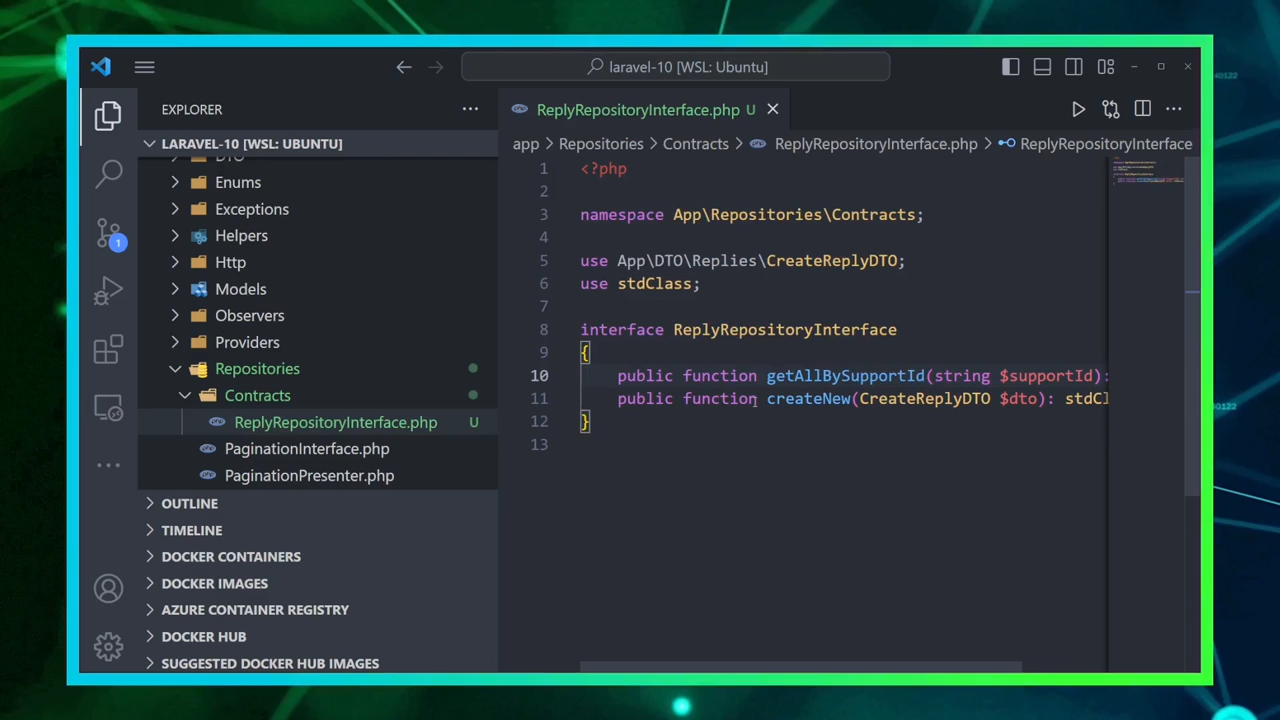 laravel-10 [WSL: Ubuntu]
EXPLORER
LARAVEL-10 [WSL: UBUNTU]
DTO
Enums
Exceptions
Helpers
Http
Models
Observers
Providers
Repositories
Contracts
ReplyRepositoryInterface.php U
PaginationInterface.php
PaginationPresenter.php
OUTLINE
TIMELINE
DOCKER CONTAINERS
DOCKER IMAGES
AZURE CONTAINER REGISTRY
DOCKER HUB
SUGGESTED DOCKER HUB IMAGES
1
ReplyRepositoryInterface.php U
app > Repositories > Contracts > ReplyRepositoryInterface.php > ReplyRepositoryInterface
1 <?php
2
3 namespace App\Repositories\Contracts;
4
5 use App\DTO\Replies\CreateReplyDTO;
6 use stdClass;
7
8 interface ReplyRepositoryInterface
9 {
10 public function getAllBySupportId(string $supportId):
11 public function createNew(CreateReplyDTO $dto): stdCl
12 }
13